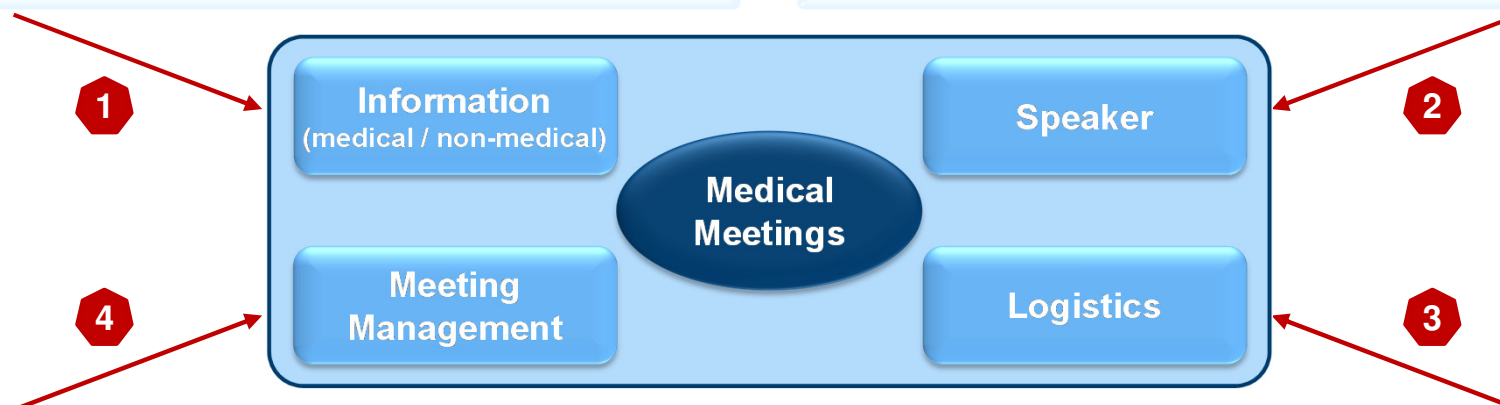 1
Information
(medical / non-medical)
Speaker
2
Medical
Meetings
4
Meeting
Management
Logistics
3